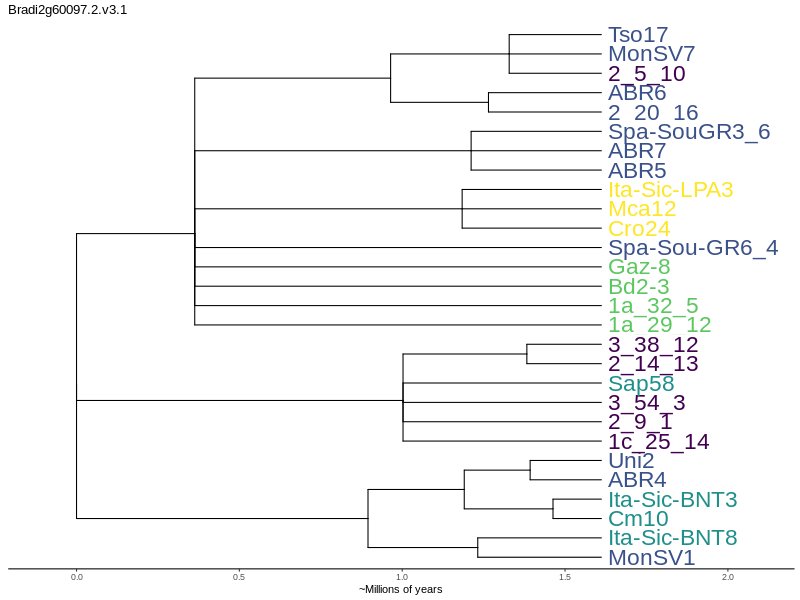 Bradi2g60097.2.v3.1
Tso17
MonSV7
2_5_10
ABR6
2_20_16
Spa-SouGR3_6
ABR7
ABR5
Ita-Sic-LPA3
Mca12
Cro24
Spa-Sou-GR6_4
Gaz-8
Bd2-3
1a_32_5
1a_29_12
3_38_12
2_14_13
Sap58
3_54_3
2_9_1
1c_25_14
Uni2
ABR4
Ita-Sic-BNT3
Cm10
Ita-Sic-BNT8
MonSV1
0.0 0.5 1.0 1.5 2.0
~Millions of years